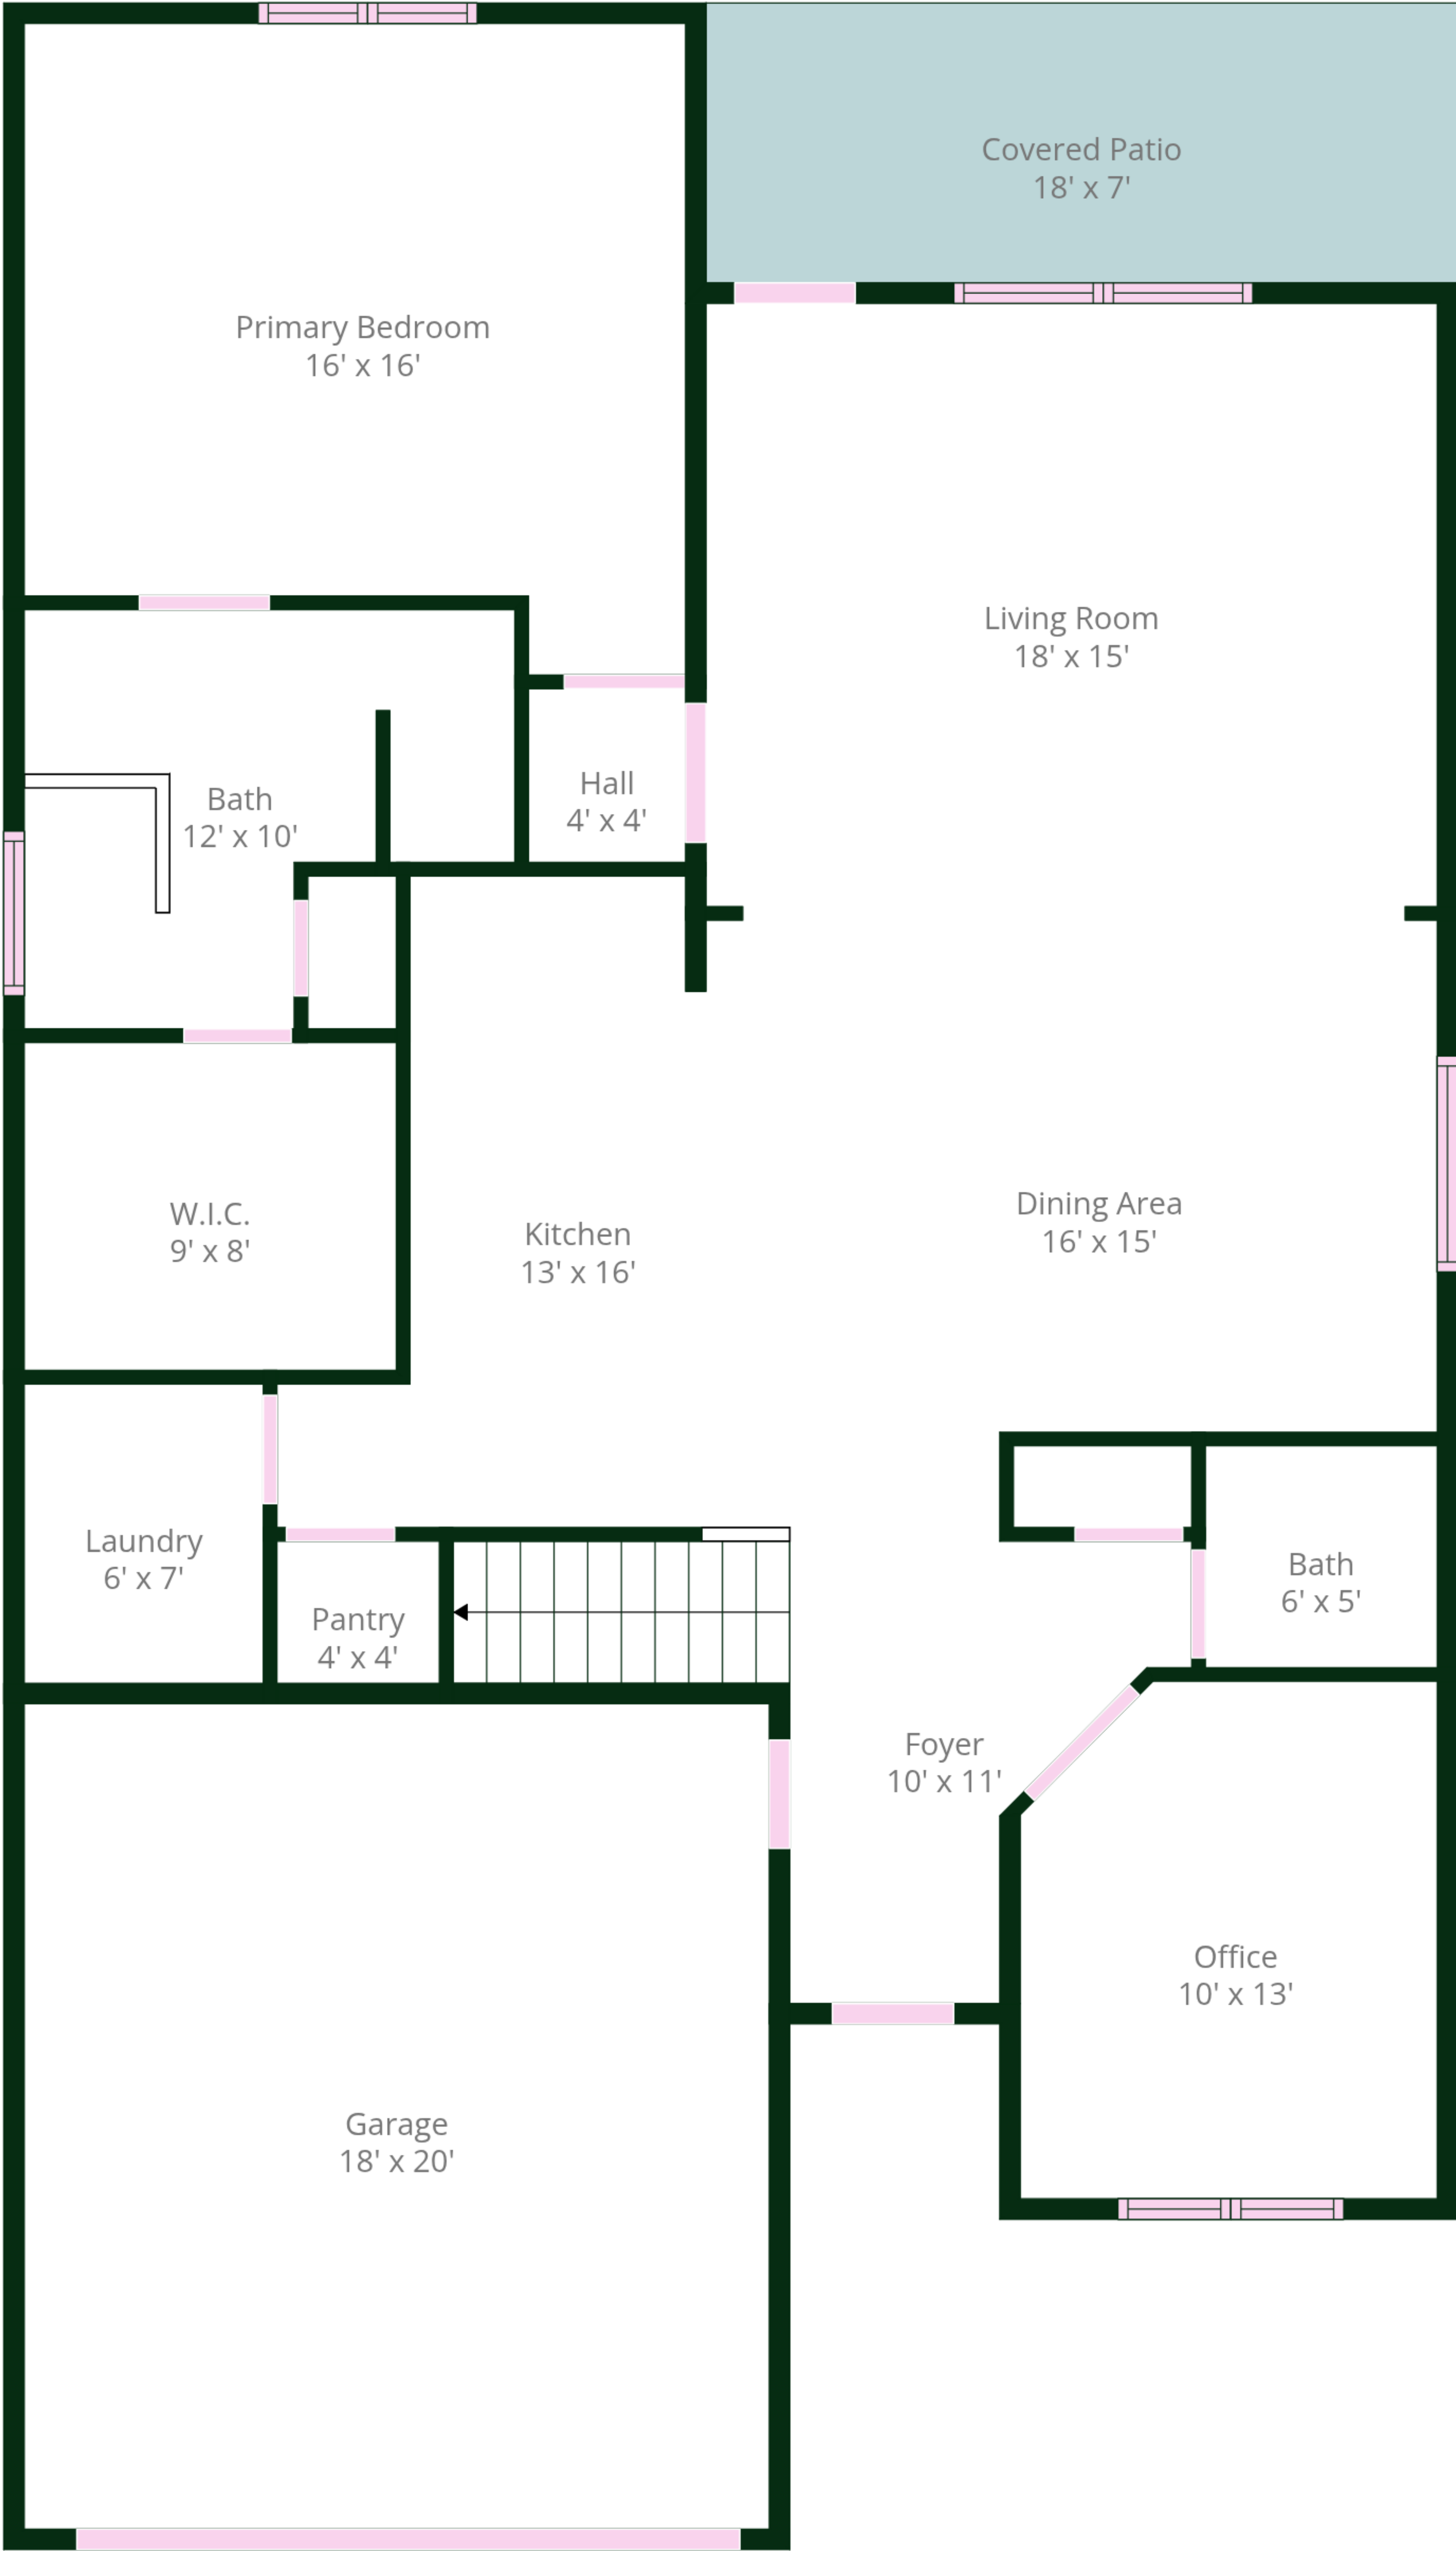 Covered Patio
18' x 7'
Primary Bedroom
16' x 16'
Living Room
18' x 15'
Hall
4' x 4'
Bath
12' x 10'
W.I.C.
9' x 8'
Kitchen
13' x 16'
Dining Area
16' x 15'
Laundry
6' x 7'
Pantry
4' x 4'
Bath
6' x 5'
Foyer
10' x 11'
Office
10' x 13'
Garage
18' x 20'